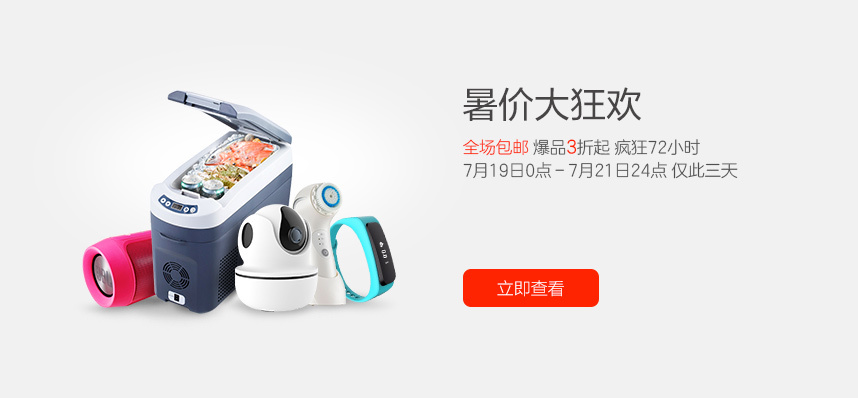 暑价大狂欢
全场包邮 爆品3折起 疯狂72小时
7月19日0点 – 7月21日24点 仅此三天
立即查看